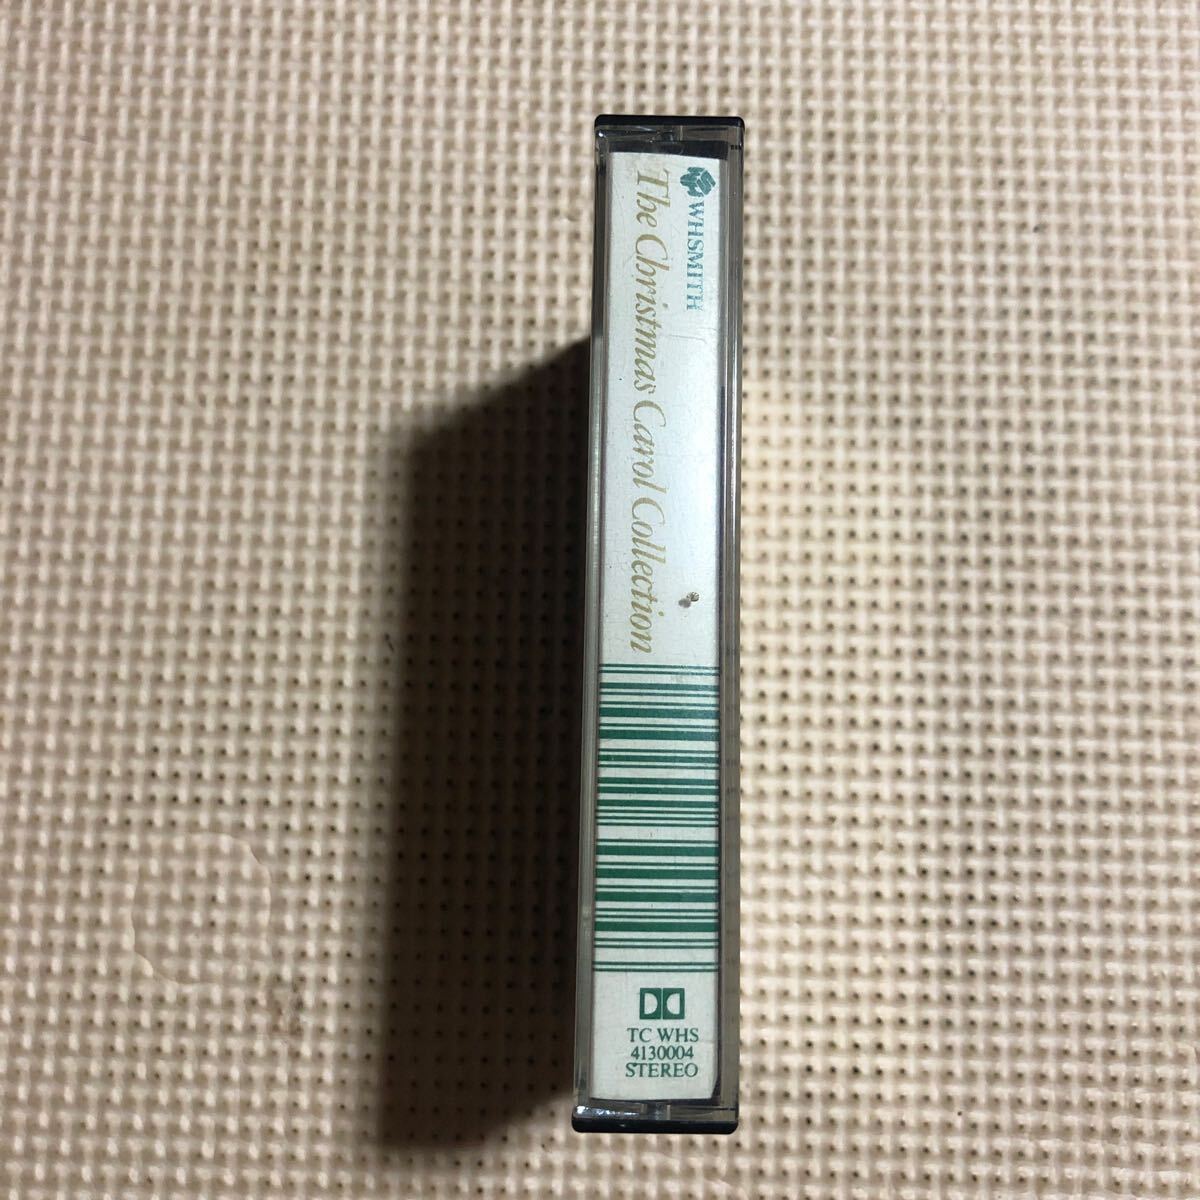 WHSMITH
The Christmas Carol Collection
TC WHS
4130004
STEREO